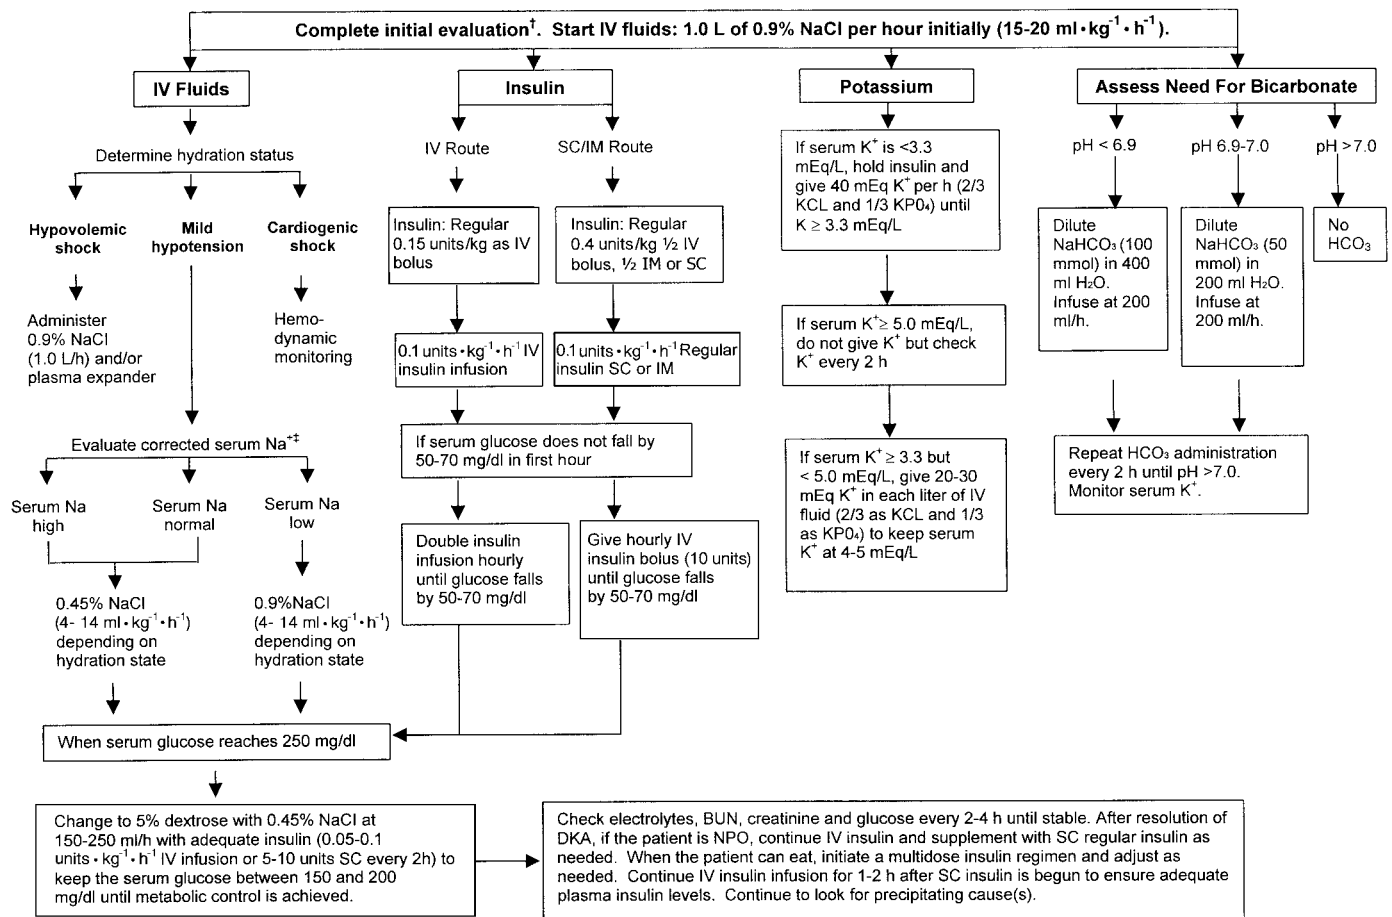 Complete initial evaluation†. Start IV fluids: 1.0 L of 0.9% NaCl per hour initially (15-20 ml•kg⁻¹•h⁻¹).
IV Fluids
Determine hydration status
Hypovolemic
shock
Administer
0.9% NaCl
(1.0 L/h) and/or
plasma expander
Mild
hypotension
Cardiogenic
shock
Hemo-
dynamic
monitoring
Evaluate corrected serum Na⁺‡
Serum Na
high
Serum Na
normal
Serum Na
low
0.45% NaCl
(4- 14 ml•kg⁻¹•h⁻¹)
depending on
hydration state
0.9%NaCl
(4- 14 ml•kg⁻¹•h⁻¹)
depending on
hydration state
Insulin
IV Route
Insulin: Regular
0.15 units/kg as IV
bolus
0.1 units•kg⁻¹•h⁻¹ IV
insulin infusion
SC/IM Route
Insulin: Regular
0.4 units/kg ½ IV
bolus, ½ IM or SC
0.1 units•kg⁻¹•h⁻¹ Regular
insulin SC or IM
If serum glucose does not fall by
50-70 mg/dl in first hour
Double insulin
infusion hourly
until glucose falls
by 50-70 mg/dl
Give hourly IV
insulin bolus (10 units)
until glucose falls
by 50-70 mg/dl
When serum glucose reaches 250 mg/dl
Change to 5% dextrose with 0.45% NaCl at
150-250 ml/h with adequate insulin (0.05-0.1
units•kg⁻¹•h⁻¹ IV infusion or 5-10 units SC every 2h) to
keep the serum glucose between 150 and 200
mg/dl until metabolic control is achieved.
Check electrolytes, BUN, creatinine and glucose every 2-4 h until stable. After resolution of
DKA, if the patient is NPO, continue IV insulin and supplement with SC regular insulin as
needed. When the patient can eat, initiate a multidose insulin regimen and adjust as
needed. Continue IV insulin infusion for 1-2 h after SC insulin is begun to ensure adequate
plasma insulin levels. Continue to look for precipitating cause(s).
Potassium
If serum K⁺ is <3.3
mEq/L, hold insulin and
give 40 mEq K⁺ per h (2/3
KCL and 1/3 KP0₄) until
K ≥ 3.3 mEq/L
If serum K⁺≥ 5.0 mEq/L,
do not give K⁺ but check
K⁺ every 2 h
If serum K⁺ ≥ 3.3 but
< 5.0 mEq/L, give 20-30
mEq K⁺ in each liter of IV
fluid (2/3 as KCL and 1/3
as KP0₄) to keep serum
K⁺ at 4-5 mEq/L
Assess Need For Bicarbonate
pH < 6.9
Dilute
NaHCO₃ (100
mmol) in 400
ml H₂O.
Infuse at 200
ml/h.
pH 6.9-7.0
Dilute
NaHCO₃ (50
mmol) in
200 ml H₂O.
Infuse at
200 ml/h.
pH >7.0
No
HCO₃
Repeat HCO₃ administration
every 2 h until pH >7.0.
Monitor serum K⁺.